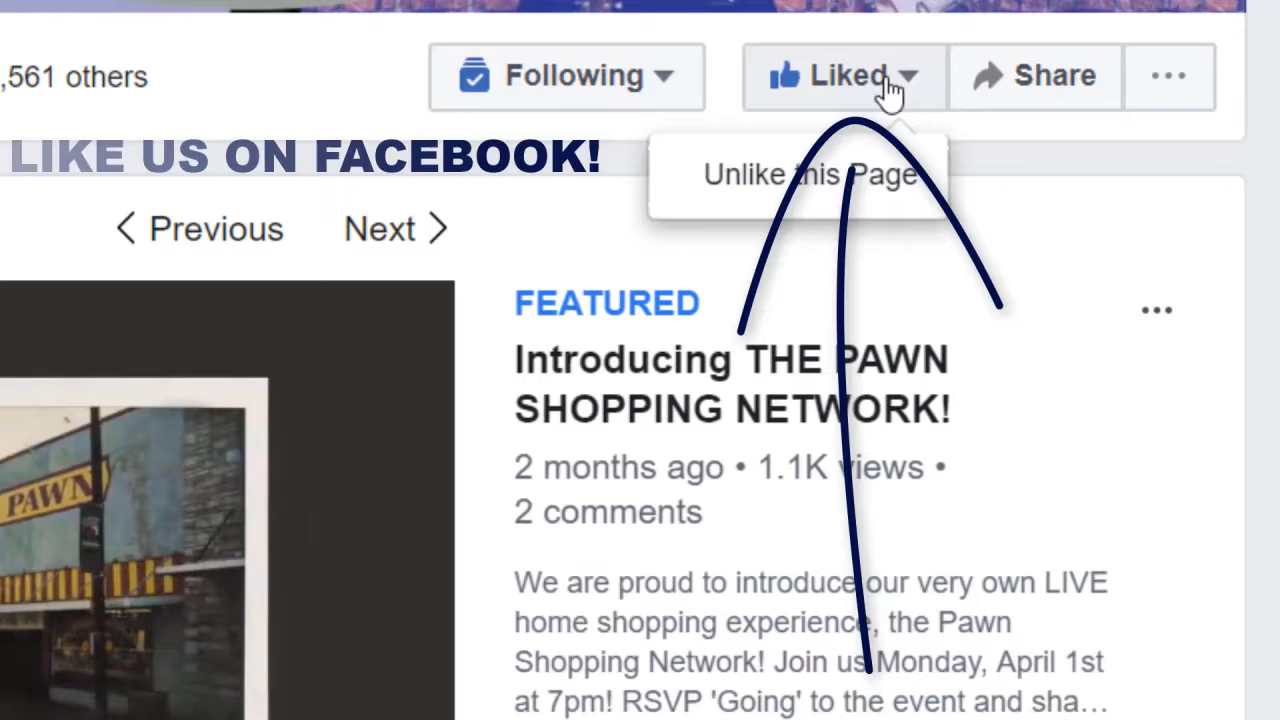 ,561 others
Following
Liked
Share
LIKE US ON FACEBOOK!
Unlike this Page
Previous
Next
FEATURED
Introducing THE PAWN
SHOPPING NETWORK!
2 months ago • 1.1K views •
2 comments
We are proud to introduce our very own LIVE
home shopping experience, the Pawn
Shopping Network! Join us Monday, April 1st
at 7pm! RSVP 'Going' to the event and sha…
PAWN